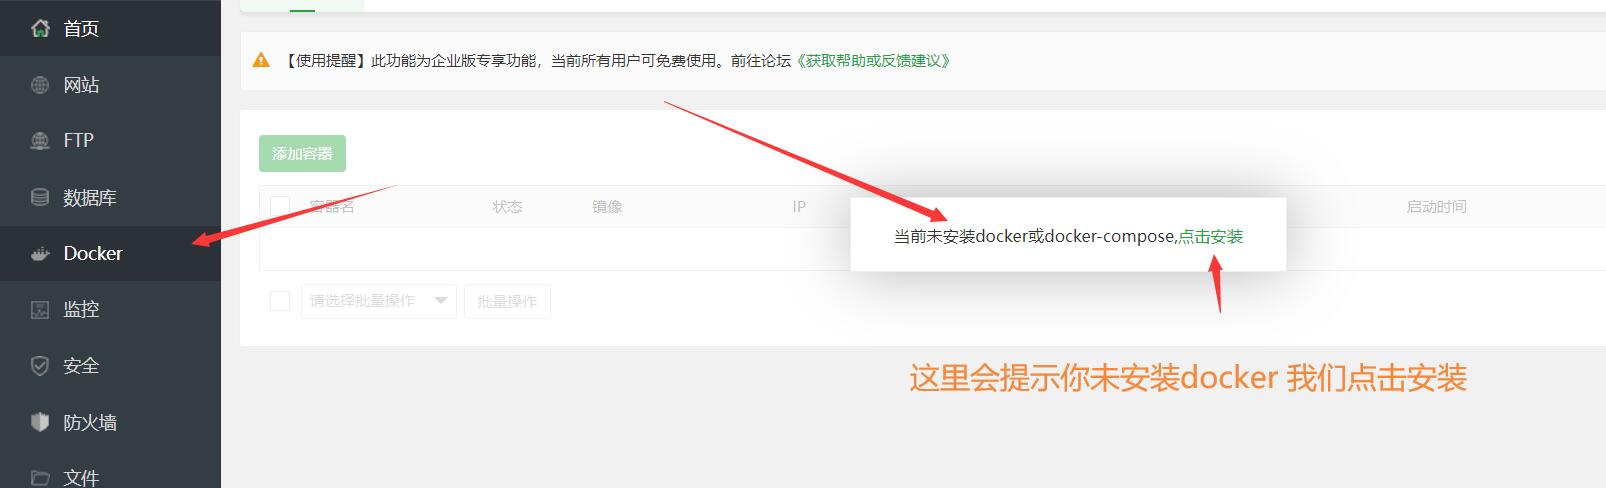 首页
网站
FTP
数据库
Docker
监控
安全
防火墙
文件
【使用提醒】此功能为企业版专享功能，当前所有用户可免费使用。前往论坛《获取帮助或反馈建议》
添加容器
容器名 状态 镜像 IP 启动时间
当前未安装docker或docker-compose,点击安装
请选择批量操作 批量操作
这里会提示你未安装docker 我们点击安装